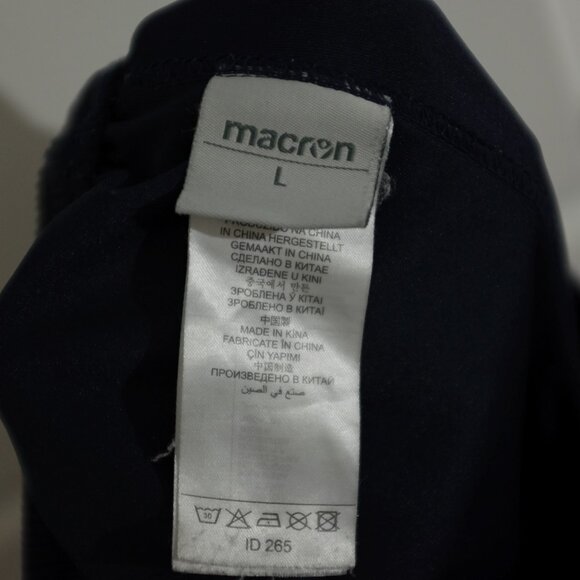 macron
L
PRODUZIDO NA CHINA
IN CHINA HERGESTELLT
GEMAAKT IN CHINA
СДЕЛАНО В КИТАЕ
IZRAĐENE U KINI
중국에서 만든
ЗРОБЛЕНА Ў КІТАІ
ЗРОБЛЕНО В КИТАЇ
中国製
MADE IN KINA
FABRICATE ÎN CHINA
ÇİN YAPIMI
中国制造
ПРОИЗВЕДЕНО В КИТАЙ
صنع في الصين
30
ID 265